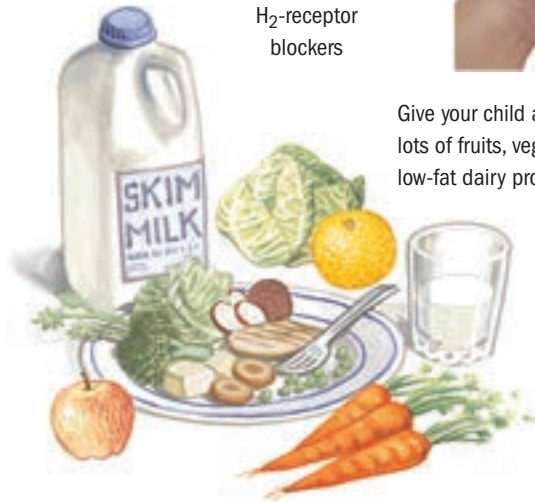 H₂-receptor
blockers
Give your child a
lots of fruits, veg
low-fat dairy pro
SKIM
MILK